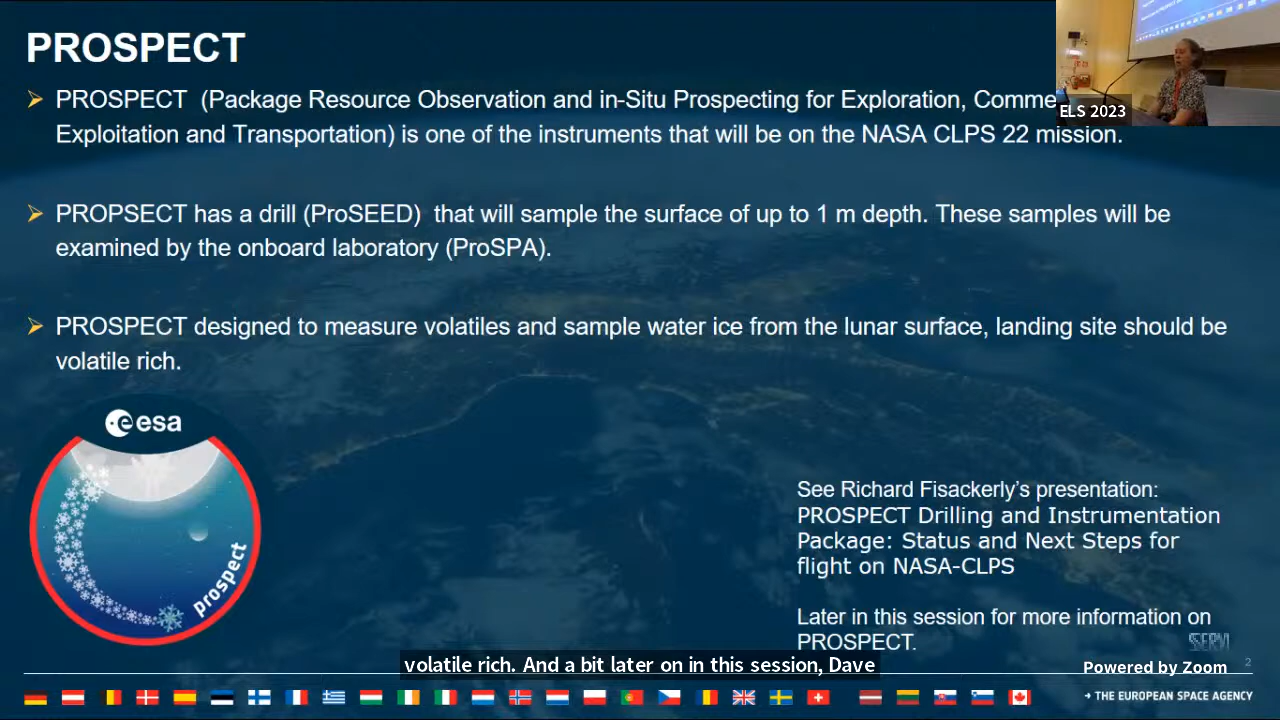 PROSPECT
PROSPECT (Package Resource Observation and in-Situ Prospecting for Exploration, Comme
Exploitation and Transportation) is one of the instruments that will be on the NASA CLPS 22 mission.
ELS 2023
PROPSECT has a drill (ProSEED) that will sample the surface of up to 1 m depth. These samples will be
examined by the onboard laboratory (ProSPA).
PROSPECT designed to measure volatiles and sample water ice from the lunar surface, landing site should be
volatile rich.
esa
prospect
See Richard Fisackerly's presentation:
PROSPECT Drilling and Instrumentation
Package: Status and Next Steps for
flight on NASA-CLPS
Later in this session for more information on
PROSPECT.
SSERVI
volatile rich. And a bit later on in this session, Dave
Powered by Zoom
2
→ THE EUROPEAN SPACE AGENCY